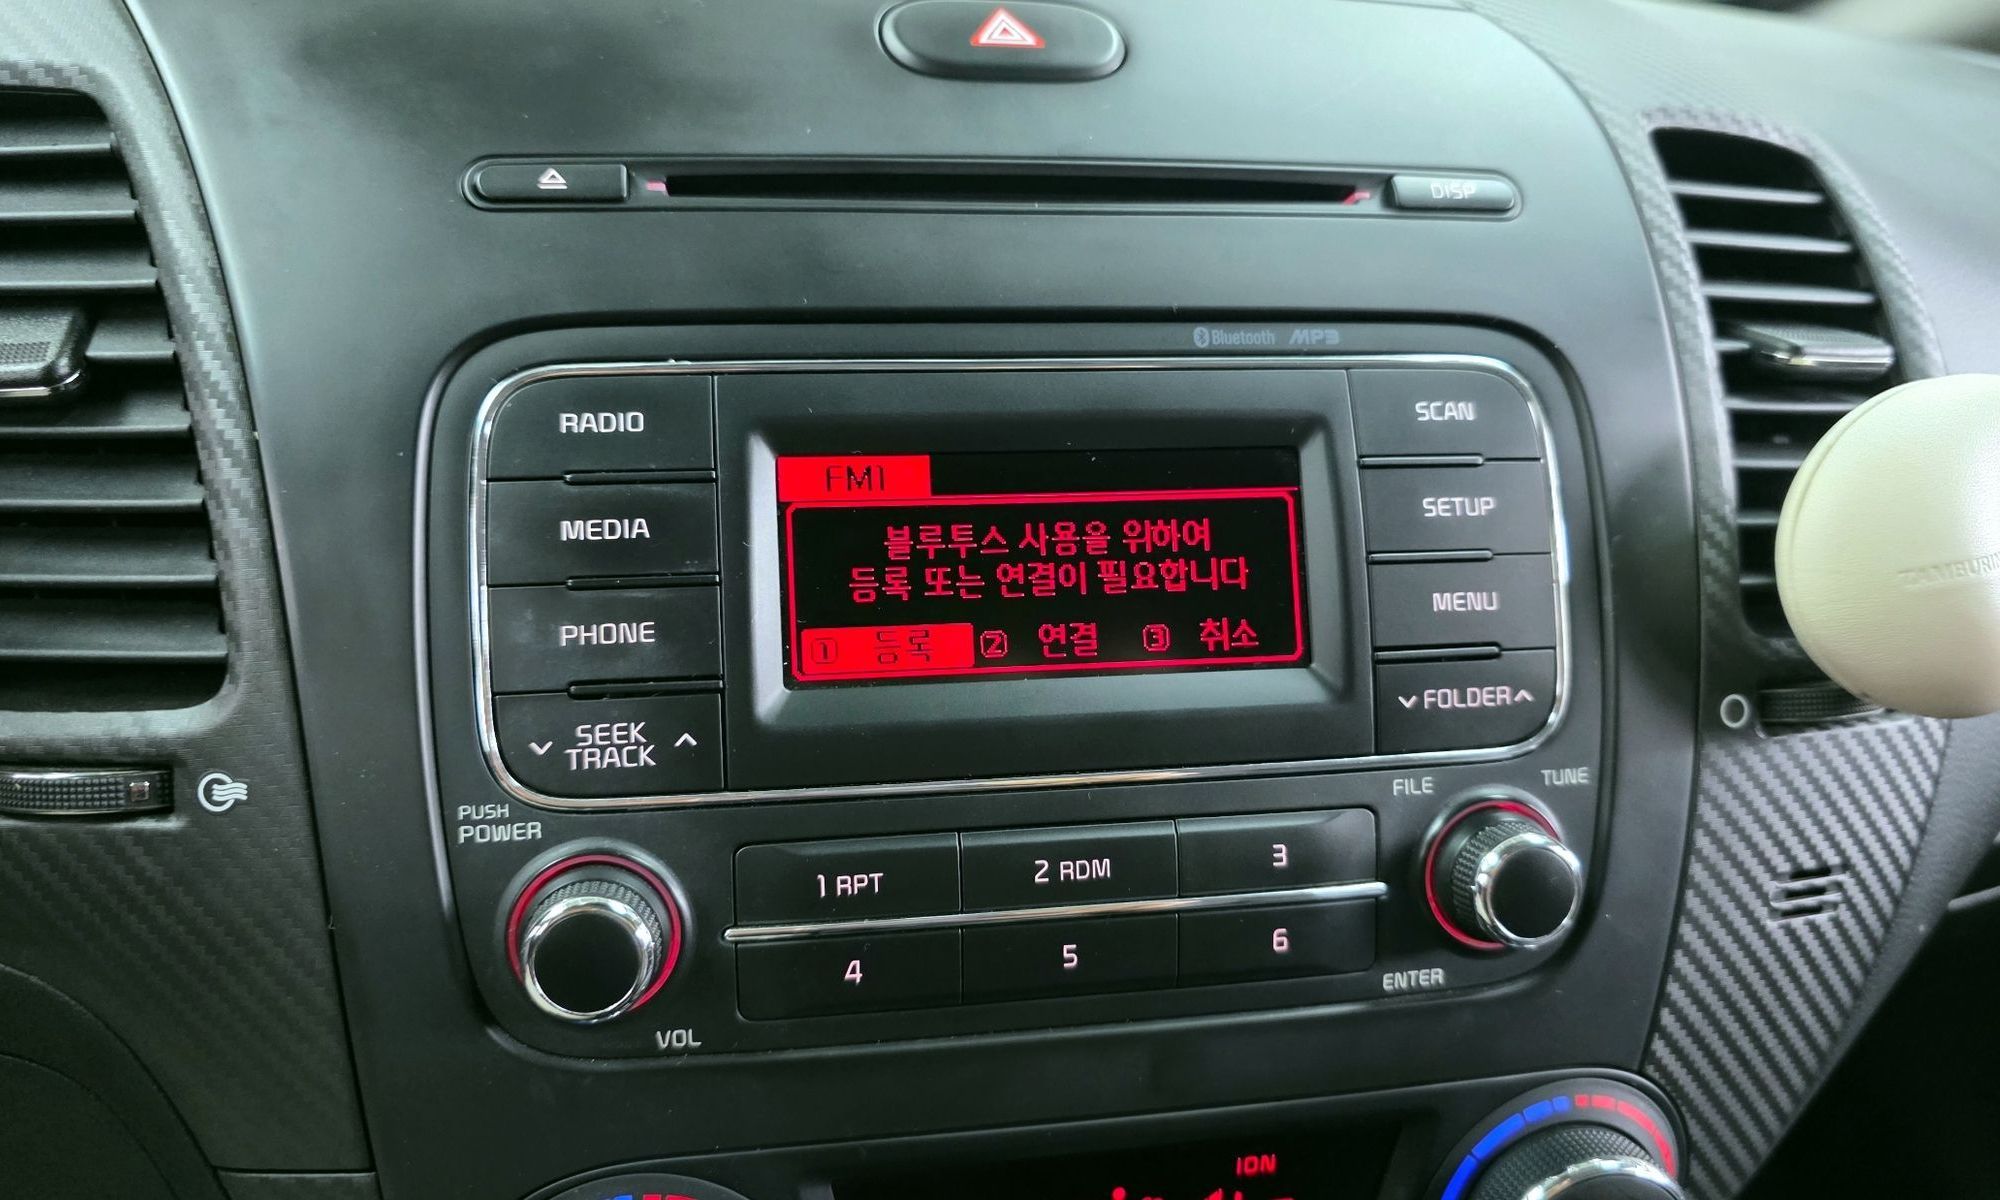 DISP
Bluetooth MP3
RADIO
MEDIA
PHONE
SEEK
TRACK
FM1
블루투스 사용을 위하여
등록 또는 연결이 필요합니다
1 등록 2 연결 3 취소
SCAN
SETUP
MENU
FOLDER
PUSH
POWER
VOL
1 RPT
2 RDM
3
4
5
6
FILE
TUNE
ENTER
ION